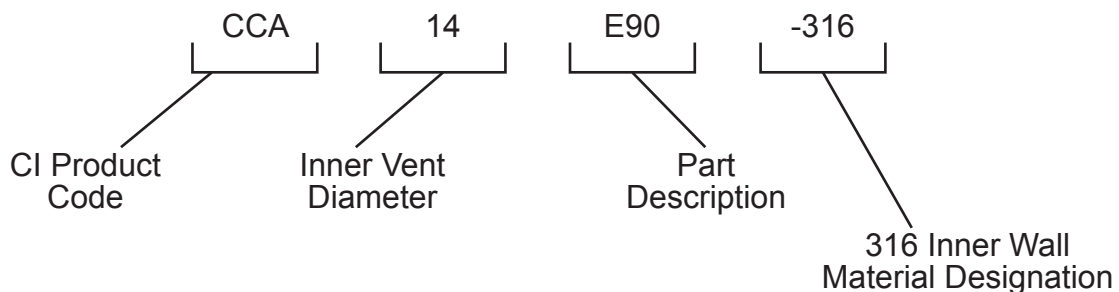 CCA 14 E90 -316
CI Product
Code
Inner Vent
Diameter
Part
Description
316 Inner Wall
Material Designation